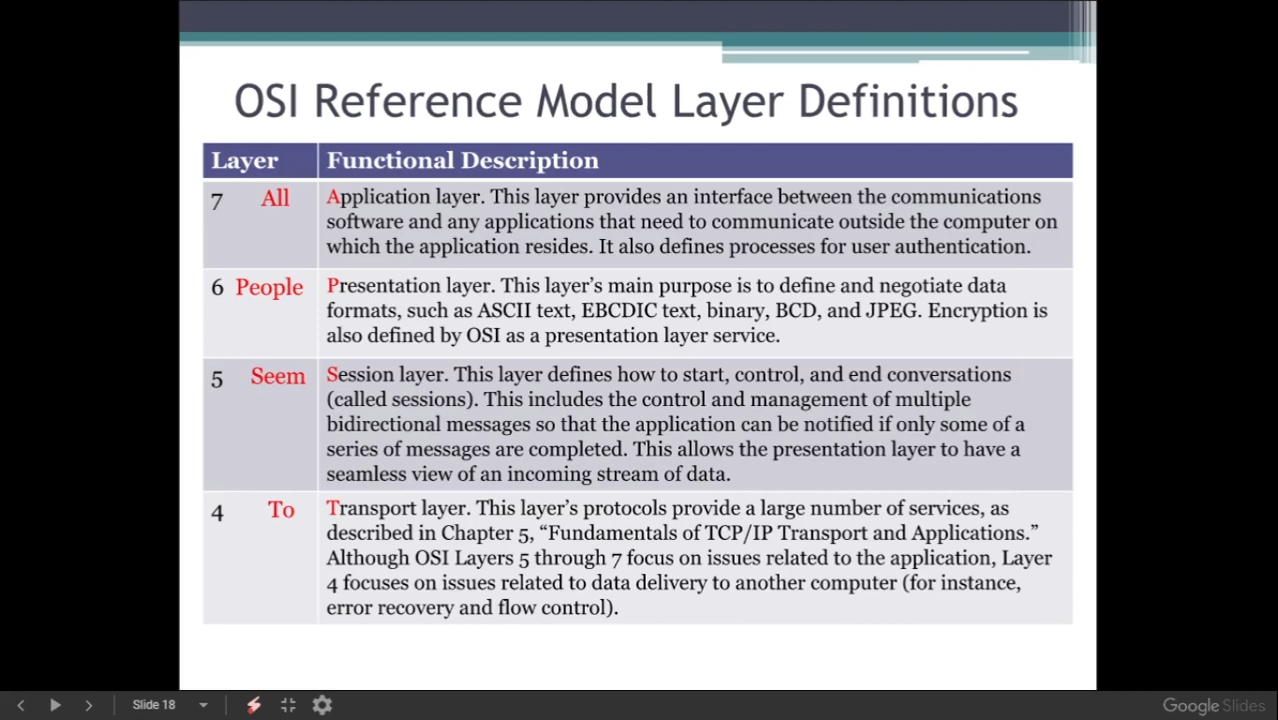 OSI Reference Model Layer Definitions
Layer Functional Description
7 All Application layer. This layer provides an interface between the communications
software and any applications that need to communicate outside the computer on
which the application resides. It also defines processes for user authentication.
6 People Presentation layer. This layer's main purpose is to define and negotiate data
formats, such as ASCII text, EBCDIC text, binary, BCD, and JPEG. Encryption is
also defined by OSI as a presentation layer service.
5 Seem Session layer. This layer defines how to start, control, and end conversations
(called sessions). This includes the control and management of multiple
bidirectional messages so that the application can be notified if only some of a
series of messages are completed. This allows the presentation layer to have a
seamless view of an incoming stream of data.
4 To Transport layer. This layer's protocols provide a large number of services, as
described in Chapter 5, “Fundamentals of TCP/IP Transport and Applications.”
Although OSI Layers 5 through 7 focus on issues related to the application, Layer
4 focuses on issues related to data delivery to another computer (for instance,
error recovery and flow control).
Slide 18 Google Slides